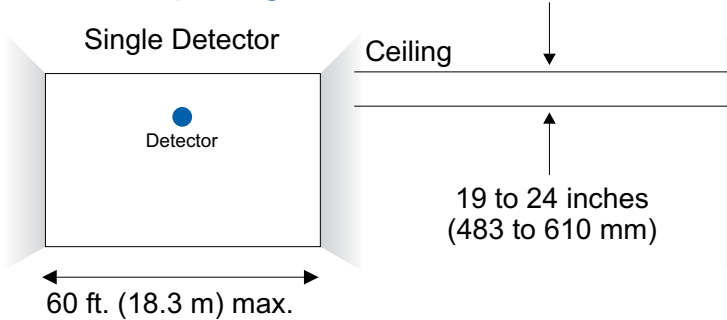 Single Detector
Detector
60 ft. (18.3 m) max.
Ceiling
19 to 24 inches
(483 to 610 mm)